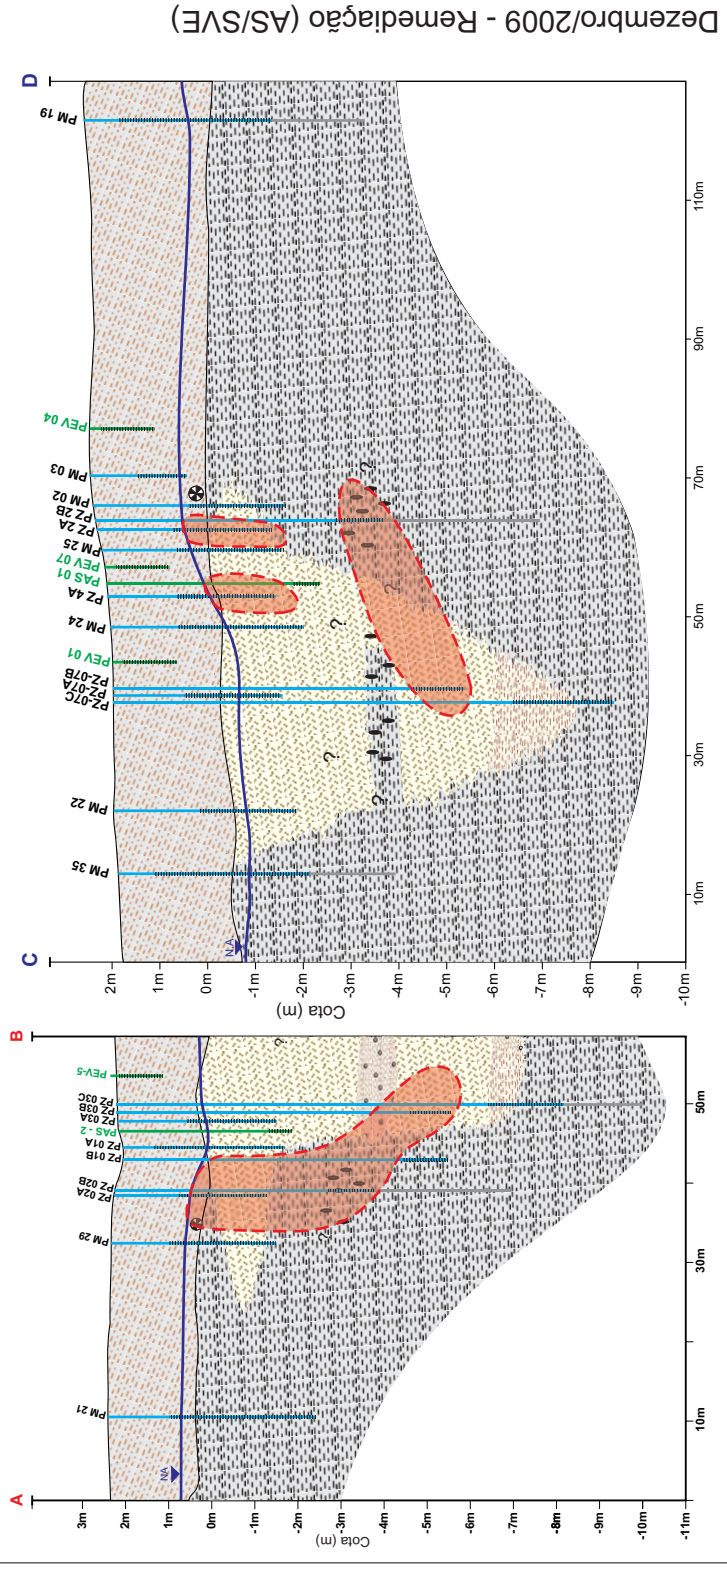 Dezembro/2009 - Remediação (AS/SVE)
C
D
PM 35
PM 22
PZ-07C
PZ-07A
PZ-07B
PEV 01
PM 24
PZ 4A
PAS 01
PEV 07
PM 25
PZ 2A
PZ 2B
PM 02
PM 03
PEV 04
PM 19
N.A
?
?
?
?
?
?
2m
1m
0m
-1m
-2m
-3m
-4m
-5m
-6m
-7m
-8m
-9m
-10m
Cota (m)
10m
30m
50m
70m
90m
110m
A
B
PM 21
PM 29
PZ 02A
PZ 02B
PZ 01B
PZ 01A
PAS - 2
PZ 03A
PZ 03B
PZ 03C
PEV-5
NA
?
?
3m
2m
1m
0m
-1m
-2m
-3m
-4m
-5m
-6m
-7m
-8m
-9m
-10m
-11m
Cota (m)
10m
30m
50m